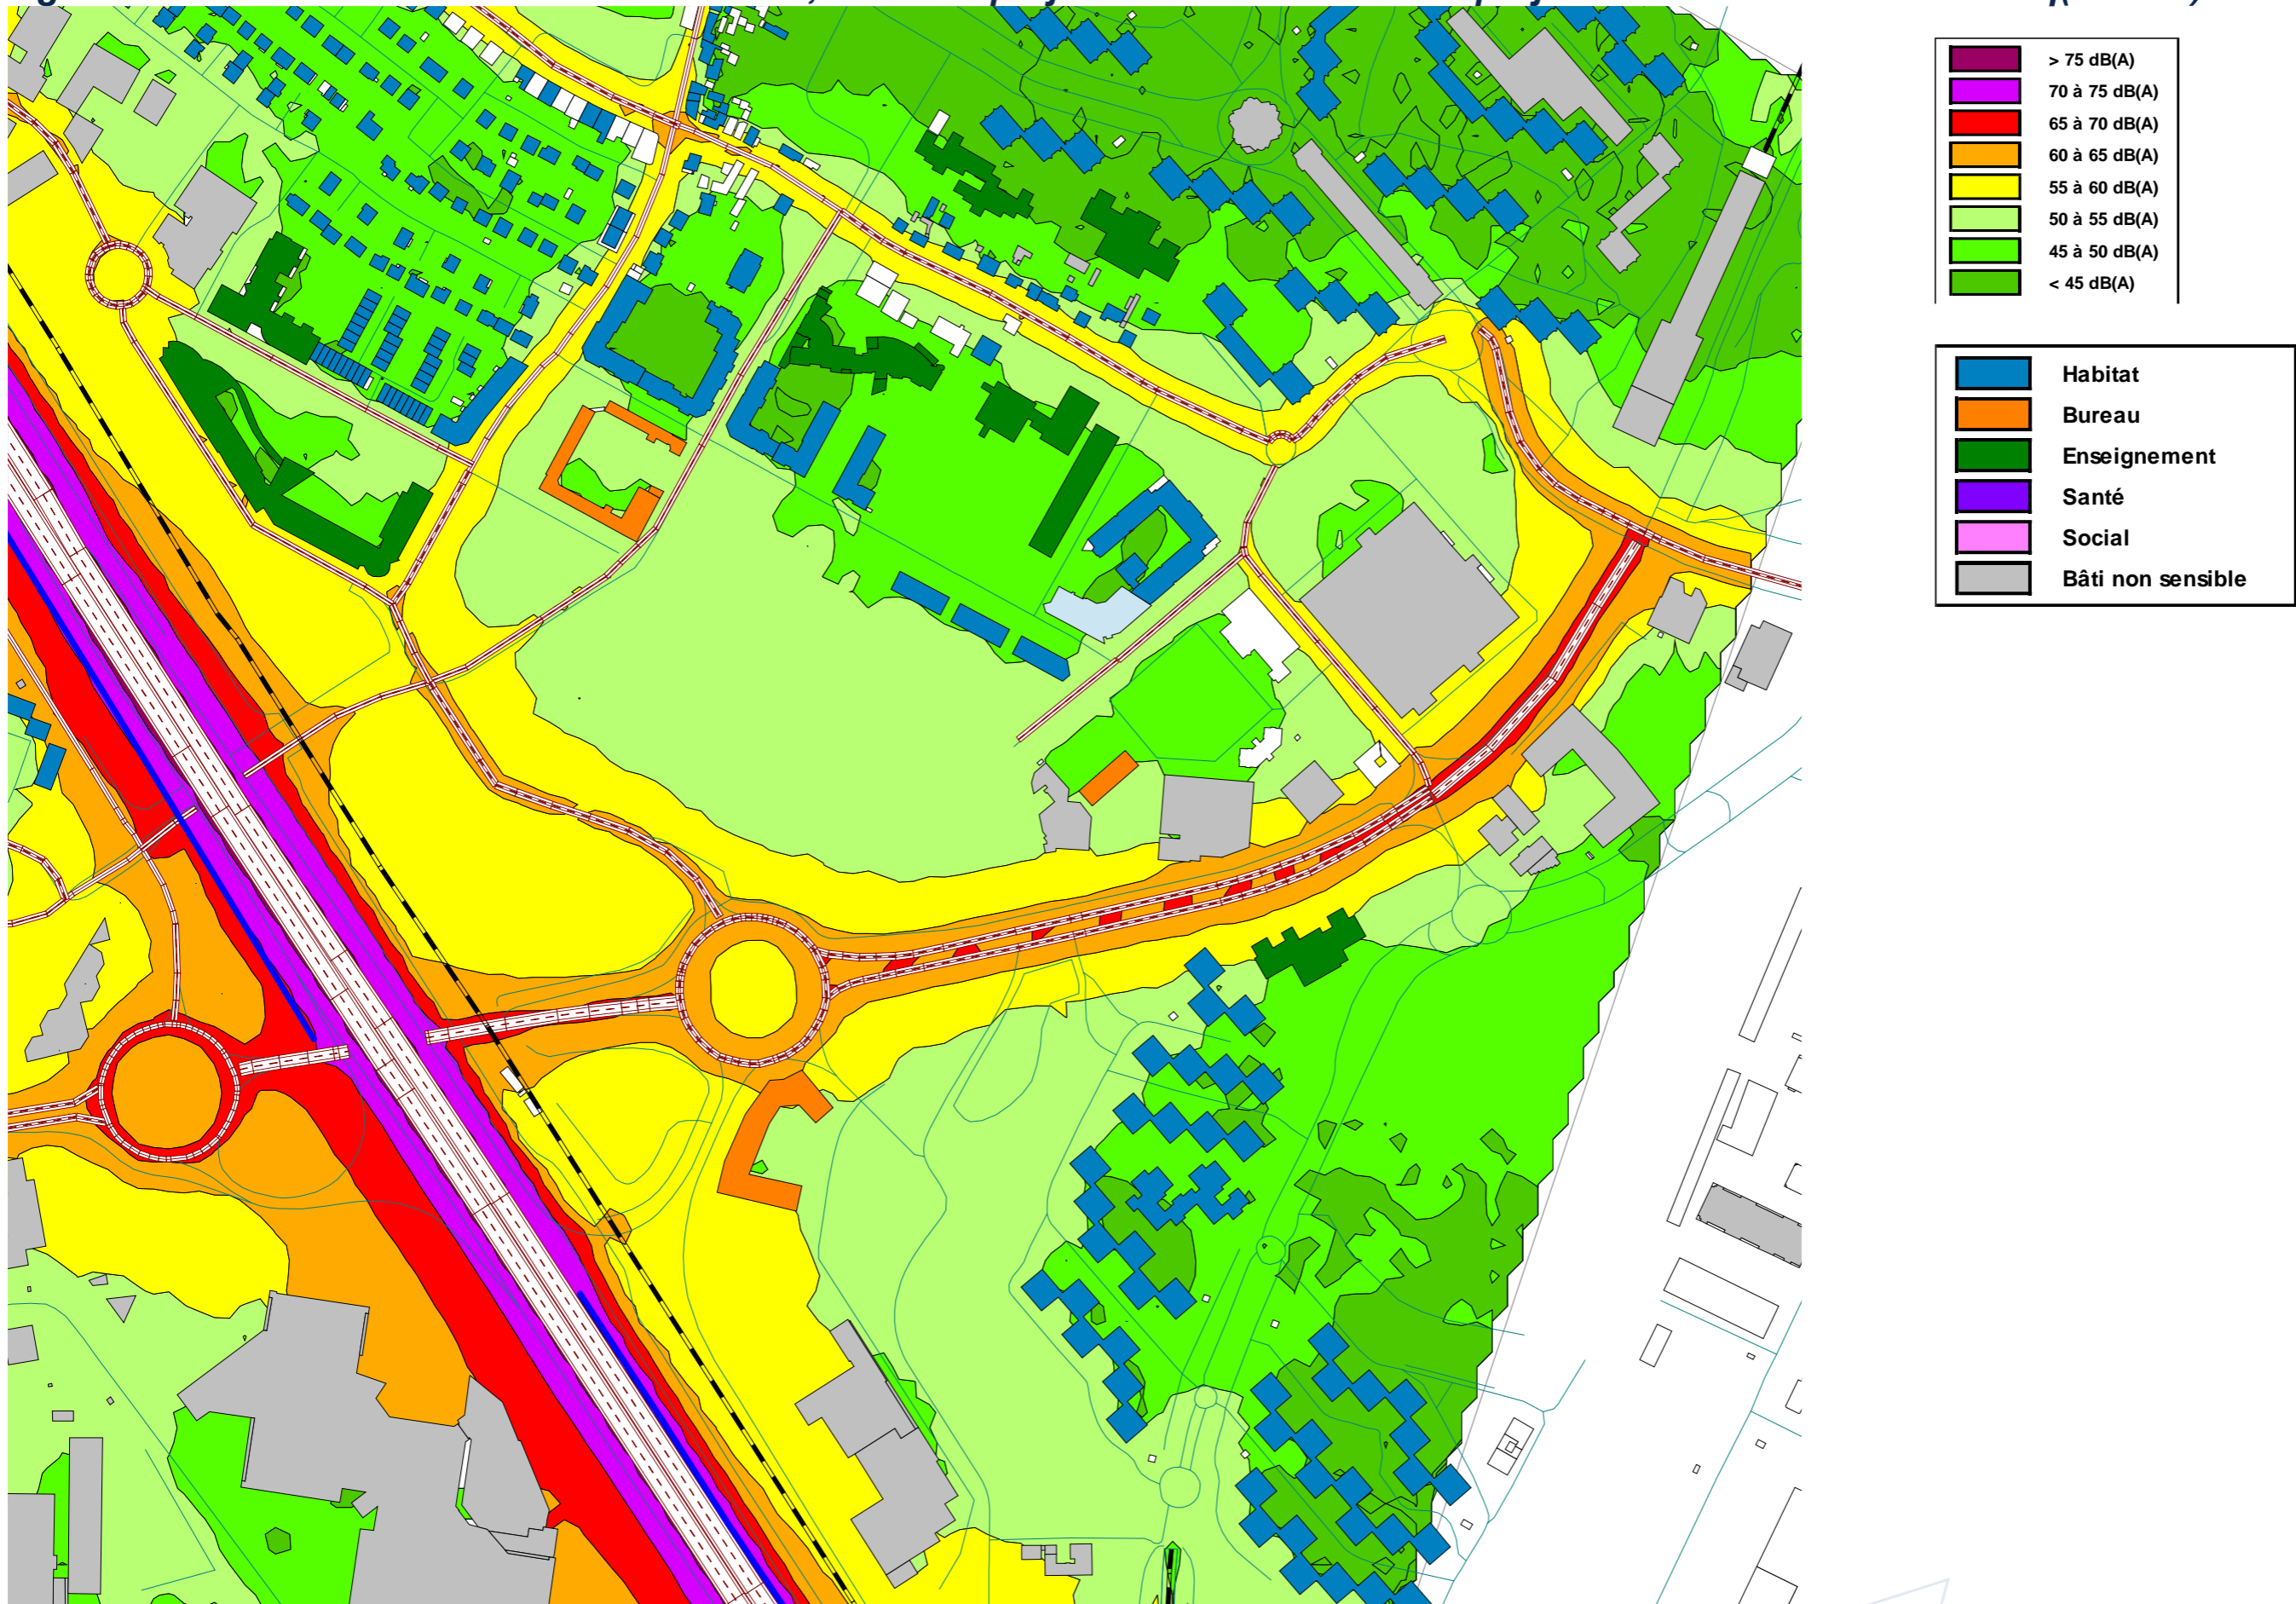 > 75 dB(A)
70 à 75 dB(A)
65 à 70 dB(A)
60 à 65 dB(A)
55 à 60 dB(A)
50 à 55 dB(A)
45 à 50 dB(A)
< 45 dB(A)
Habitat
Bureau
Enseignement
Santé
Social
Bâti non sensible